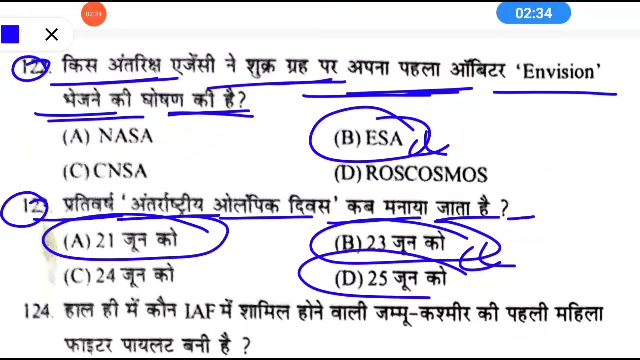 02:34
02:34
122. किस अंतरिक्ष एजेंसी ने शुक्र ग्रह पर अपना पहला ऑबिटर ‘Envision’
भेजने की घोषण की है?
(A) NASA (B) ESA
(C) CNSA (D) ROSCOSMOS
123. प्रतिवर्ष ‘अंतर्राष्ट्रीय ओलंपिक दिवस’ कब मनाया जाता है ?
(A) 21 जून को (B) 23 जून को
(C) 24 जून को (D) 25 जून को
124. हाल ही में कौन IAF में शामिल होने वाली जम्मू-कश्मीर की पहली महिला
फाइटर पायलट बनी है ?